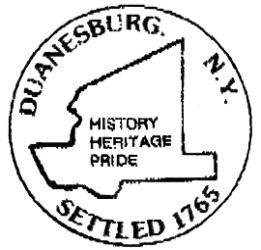 DUANESBURG, N.Y.
HISTORY
HERITAGE
PRIDE
SETTLED 1765